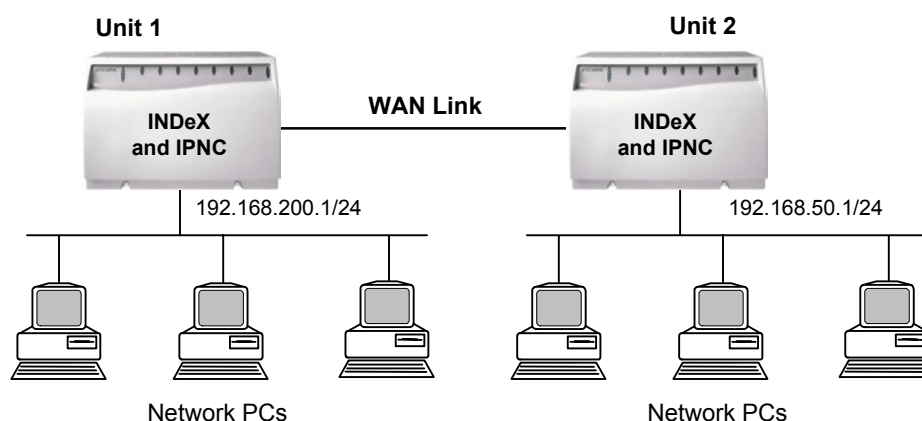 Unit 1
Unit 2
INDeX
and IPNC
WAN Link
INDeX
and IPNC
192.168.200.1/24
192.168.50.1/24
Network PCs
Network PCs